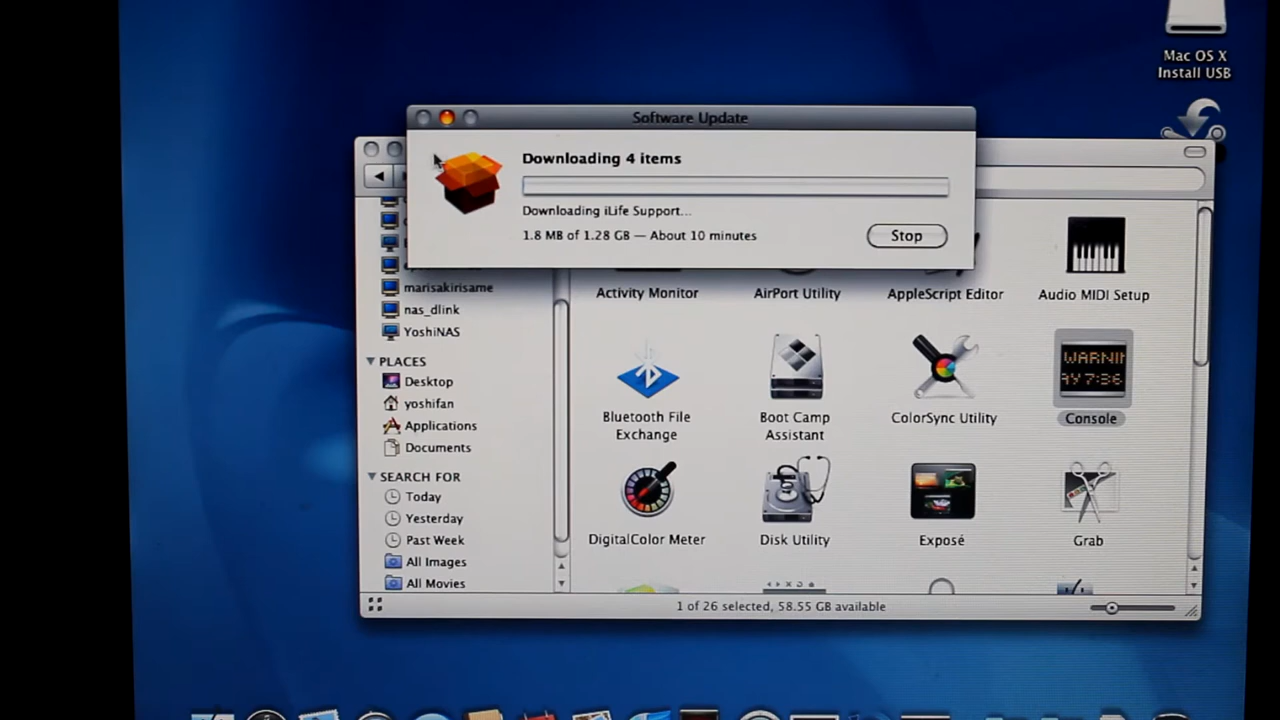 Mac OS X
Install USB
Software Update
Downloading 4 items
Downloading iLife Support...
1.8 MB of 1.28 GB — About 10 minutes
Stop
marisakirisame
nas_dlink
YoshiNAS
PLACES
Desktop
yoshifan
Applications
Documents
SEARCH FOR
Today
Yesterday
Past Week
All Images
All Movies
Activity Monitor
AirPort Utility
AppleScript Editor
Audio MIDI Setup
WARNIN
AY 7:36
Bluetooth File
Exchange
Boot Camp
Assistant
ColorSync Utility
Console
DigitalColor Meter
Disk Utility
Exposé
Grab
1 of 26 selected, 58.55 GB available